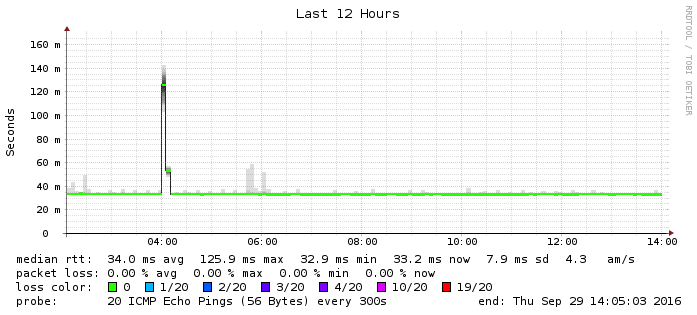 Last 12 Hours
RRDTOOL / TOBI OETIKER
Seconds
160 m
140 m
120 m
100 m
80 m
60 m
40 m
20 m
0
04:00 06:00 08:00 10:00 12:00 14:00
median rtt: 34.0 ms avg 125.9 ms max 32.9 ms min 33.2 ms now 7.9 ms sd 4.3 am/s
packet loss: 0.00 % avg 0.00 % max 0.00 % min 0.00 % now
loss color: 0 1/20 2/20 3/20 4/20 10/20 19/20
probe: 20 ICMP Echo Pings (56 Bytes) every 300s end: Thu Sep 29 14:05:03 2016